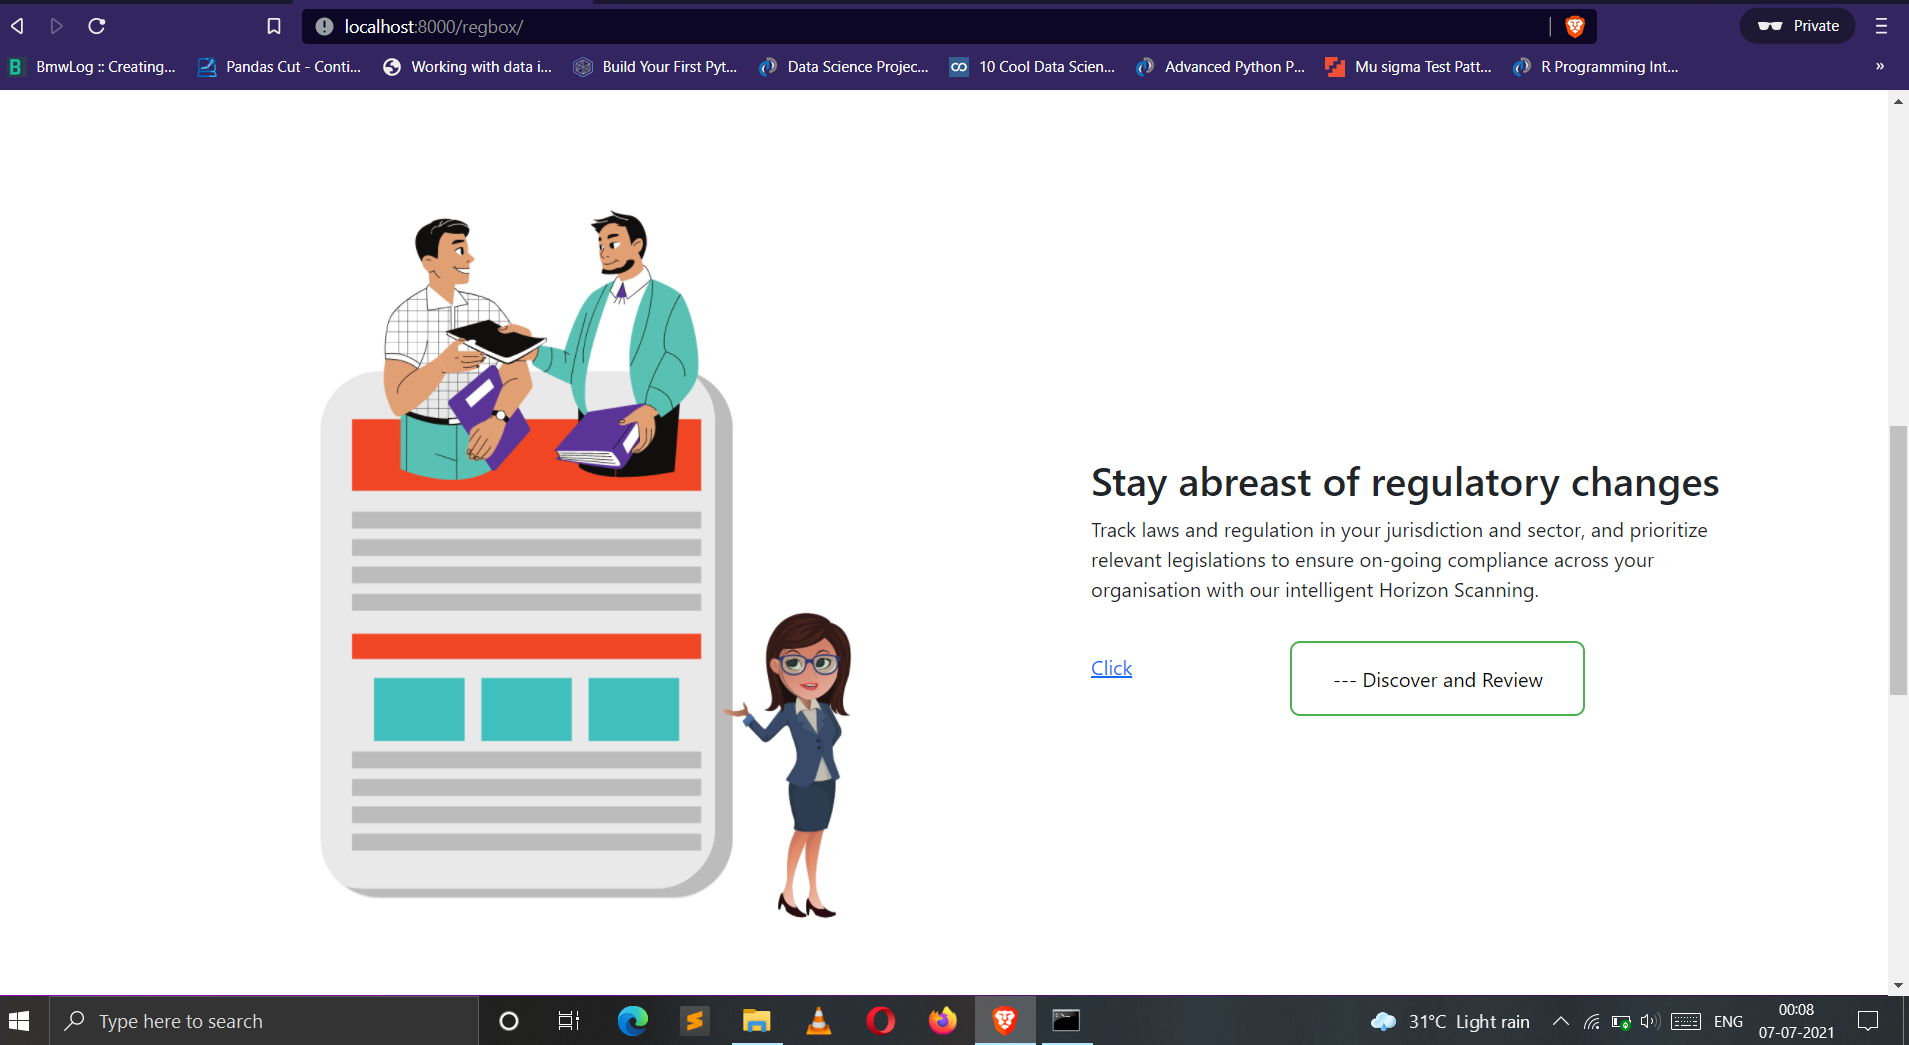 localhost:8000/regbox/
Private
BmwLog :: Creating...
Pandas Cut - Conti...
Working with data i...
Build Your First Pyt...
Data Science Projec...
10 Cool Data Scien...
Advanced Python P...
Mu sigma Test Patt...
R Programming Int...
»
Stay abreast of regulatory changes
Track laws and regulation in your jurisdiction and sector, and prioritize
relevant legislations to ensure on-going compliance across your
organisation with our intelligent Horizon Scanning.
Click
--- Discover and Review
Type here to search
31°C Light rain
ENG
00:08
07-07-2021